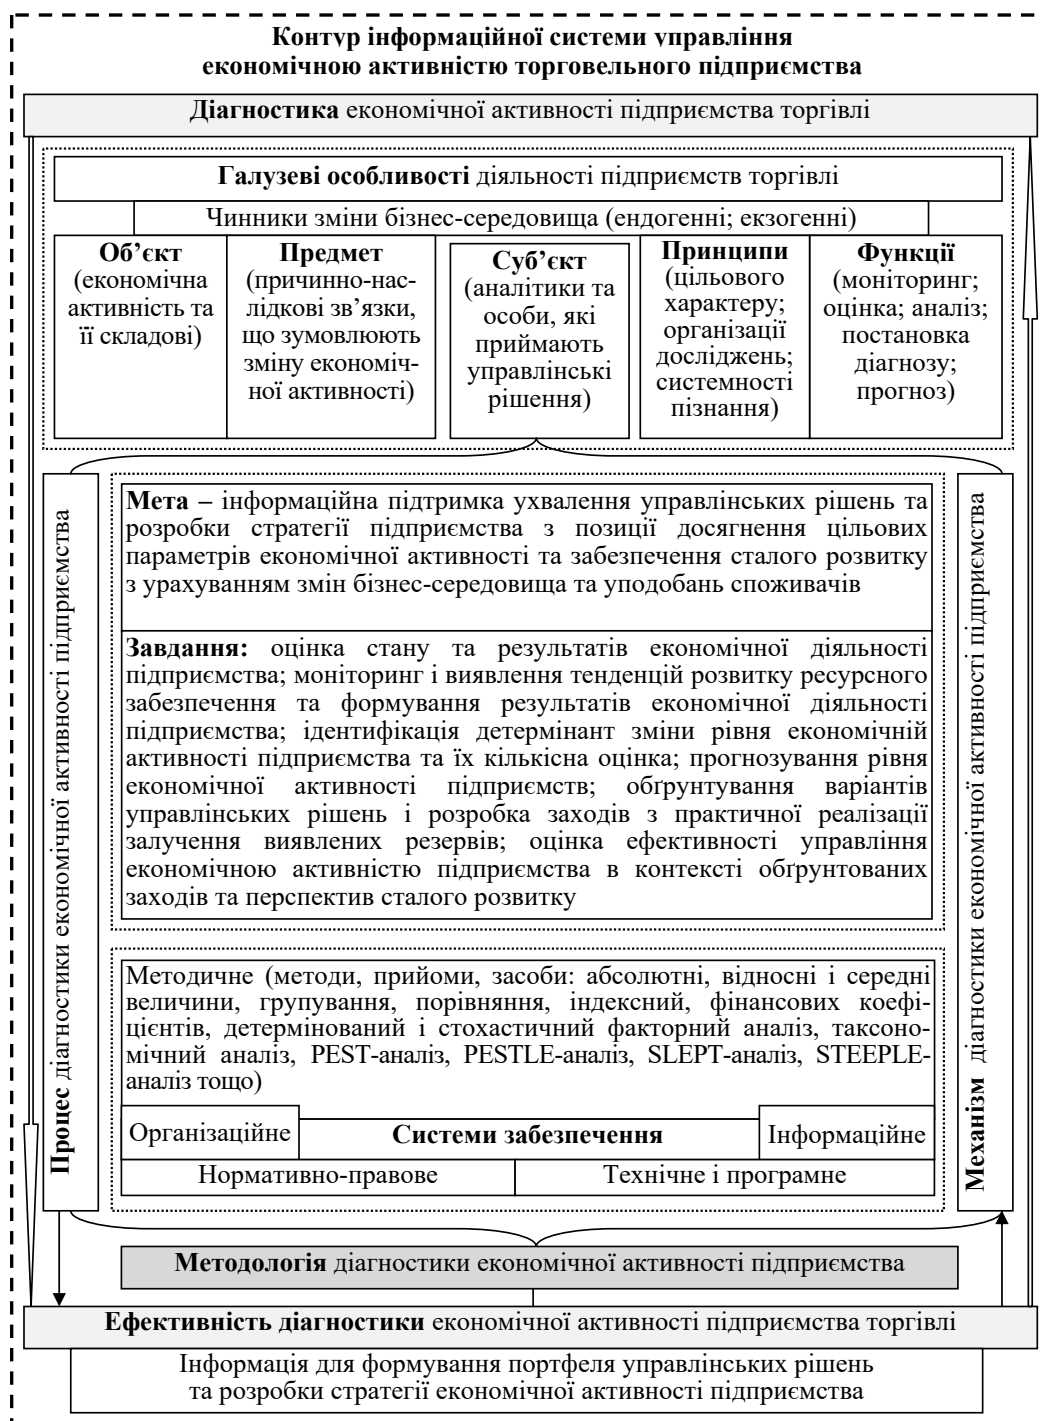 Контур інформаційної системи управління
економічною активністю торговельного підприємства
Діагностика економічної активності підприємства торгівлі
Галузеві особливості діяльності підприємств торгівлі
Чинники зміни бізнес-середовища (ендогенні; екзогенні)
Об’єкт
(економічна
активність та
її складові)
Предмет
(причинно-нас-
лідкові зв’язки,
що зумовлюють
зміну економіч-
ної активності)
Суб’єкт
(аналітики та
особи, які
приймають
управлінські
рішення)
Принципи
(цільового
характеру;
організації
досліджень;
системності
пізнання)
Функції
(моніторинг;
оцінка; аналіз;
постановка
діагнозу;
прогноз)
Процес діагностики економічної активності підприємства
Мета – інформаційна підтримка ухвалення управлінських рішень та
розробки стратегії підприємства з позиції досягнення цільових
параметрів економічної активності та забезпечення сталого розвитку
з урахуванням змін бізнес-середовища та уподобань споживачів
Завдання: оцінка стану та результатів економічної діяльності
підприємства; моніторинг і виявлення тенденцій розвитку ресурсного
забезпечення та формування результатів економічної діяльності
підприємства; ідентифікація детермінант зміни рівня економічній
активності підприємства та їх кількісна оцінка; прогнозування рівня
економічної активності підприємств; обґрунтування варіантів
управлінських рішень і розробка заходів з практичної реалізації
залучення виявлених резервів; оцінка ефективності управління
економічною активністю підприємства в контексті обґрунтованих
заходів та перспектив сталого розвитку
Методичне (методи, прийоми, засоби: абсолютні, відносні і середні
величини, групування, порівняння, індексний, фінансових коефі-
цієнтів, детермінований і стохастичний факторний аналіз, таксоно-
мічний аналіз, PEST-аналіз, PESTLE-аналіз, SLEPT-аналіз, STEEPLE-
аналіз тощо)
Організаційне
Системи забезпечення
Інформаційне
Нормативно-правове
Технічне і програмне
Механізм діагностики економічної активності підприємства
Методологія діагностики економічної активності підприємства
Ефективність діагностики економічної активності підприємства торгівлі
Інформація для формування портфеля управлінських рішень
та розробки стратегії економічної активності підприємства